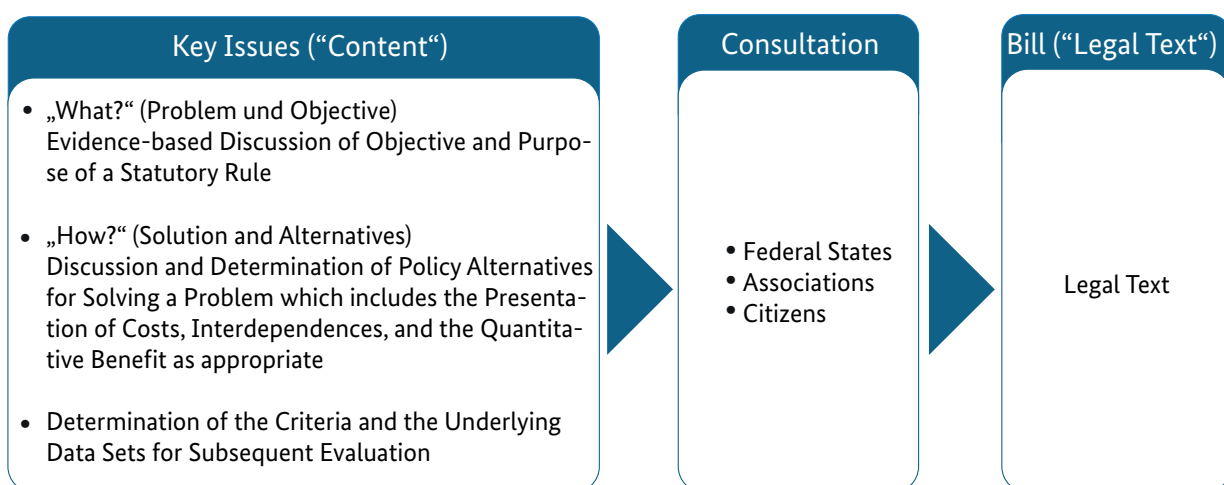 Key Issues (“Content“)
• „What?“ (Problem und Objective)
Evidence-based Discussion of Objective and Purpo-
se of a Statutory Rule
• „How?“ (Solution and Alternatives)
Discussion and Determination of Policy Alternatives
for Solving a Problem which includes the Presenta-
tion of Costs, Interdependences, and the Quantita-
tive Benefit as appropriate
• Determination of the Criteria and the Underlying
Data Sets for Subsequent Evaluation
Consultation
• Federal States
• Associations
• Citizens
Bill (“Legal Text“)
Legal Text